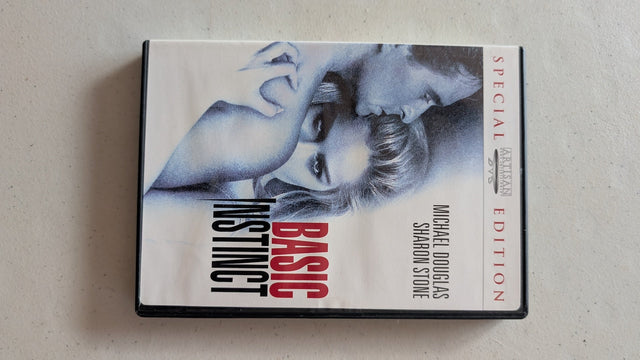 SPECIAL EDITION
ARTISAN
DVD
MICHAEL DOUGLAS
SHARON STONE
BASIC
INSTINCT